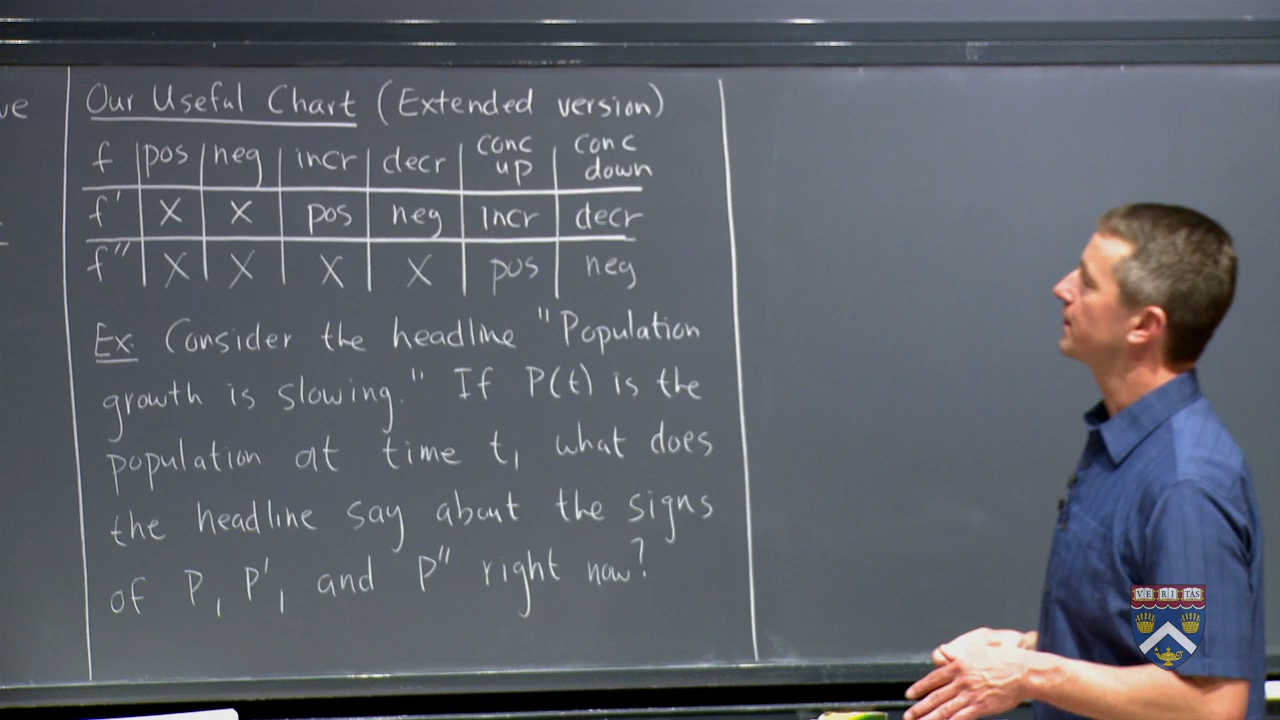 ve
Our Useful Chart (Extended version)
f pos neg incr decr conc up conc down
f' X X pos neg incr decr
f" X X X X pos neg
Ex. Consider the headline "Population
growth is slowing." If P(t) is the
population at time t, what does
the headline say about the signs
of P, P', and P" right now?
VERITAS